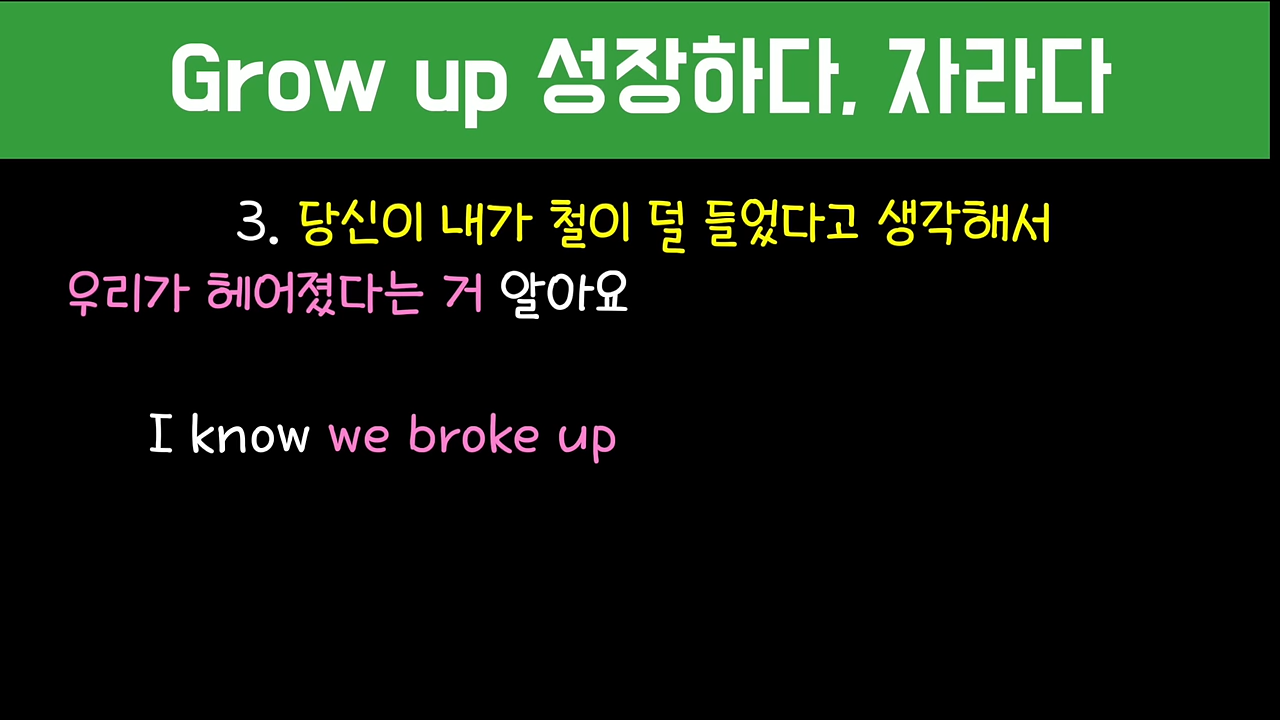 Grow up 성장하다, 자라다
3. 당신이 내가 철이 덜 들었다고 생각해서
우리가 헤어졌다는 거 알아요
I know we broke up